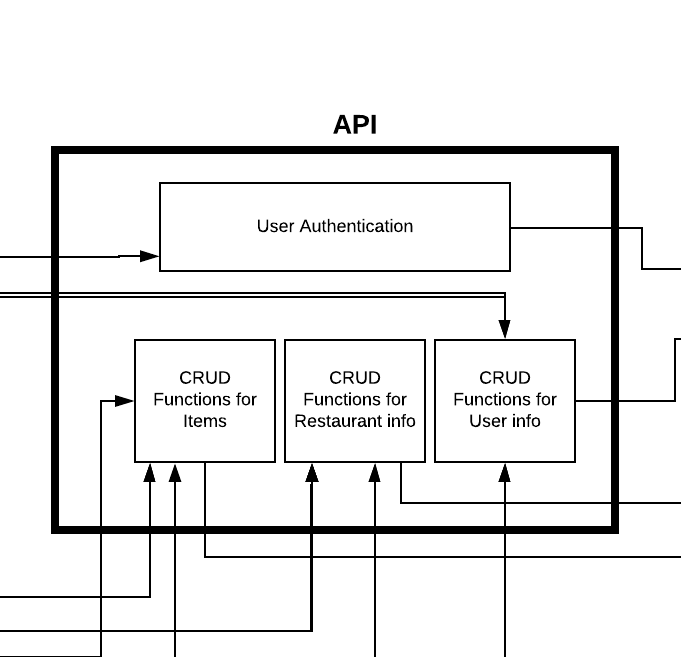 API
User Authentication
CRUD
Functions for
Items
CRUD
Functions for
Restaurant info
CRUD
Functions for
User info